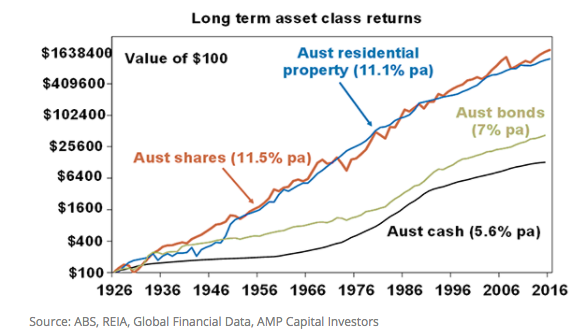 Long term asset class returns
$1638400
$409600
$102400
$25600
$6400
$1600
$400
$100
Value of $100
Aust residential
property (11.1% pa)
Aust shares (11.5% pa)
Aust bonds
(7% pa)
Aust cash (5.6% pa)
1926 1936 1946 1956 1966 1976 1986 1996 2006 2016
Source: ABS, REIA, Global Financial Data, AMP Capital Investors